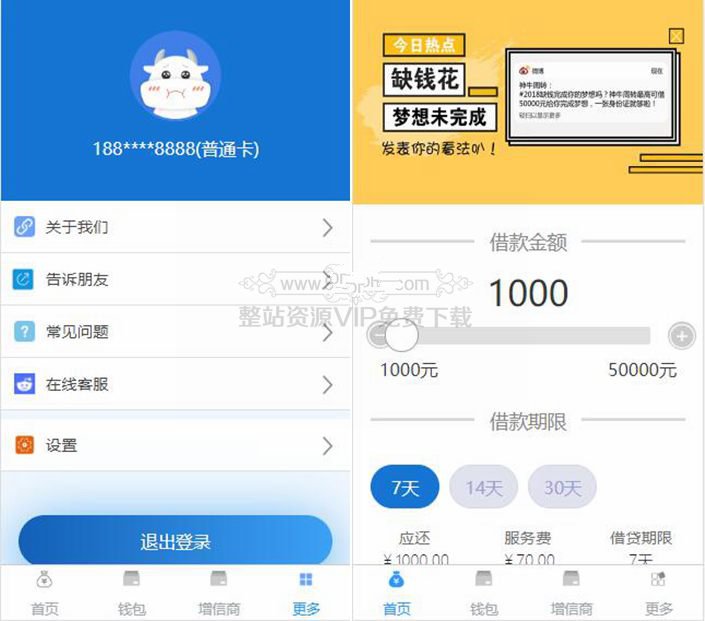 188****8888(普通卡)
关于我们
告诉朋友
常见问题
在线客服
设置
退出登录
首页
钱包
增信商
更多
今日热点
缺钱花
梦想未完成
发表你的看法叭!
微博
现在
神牛周转:
#2018缺钱完成你的梦想吗?神牛周转最高可借
50000元给你完成梦想,一张身份证就够啦!
轻扫以显示更多
借款金额
1000
1000元
50000元
借款期限
7天
14天
30天
应还
服务费
借贷期限
¥1000.00
¥70.00
7天
首页
钱包
增信商
更多
整站资源VIP免费下载